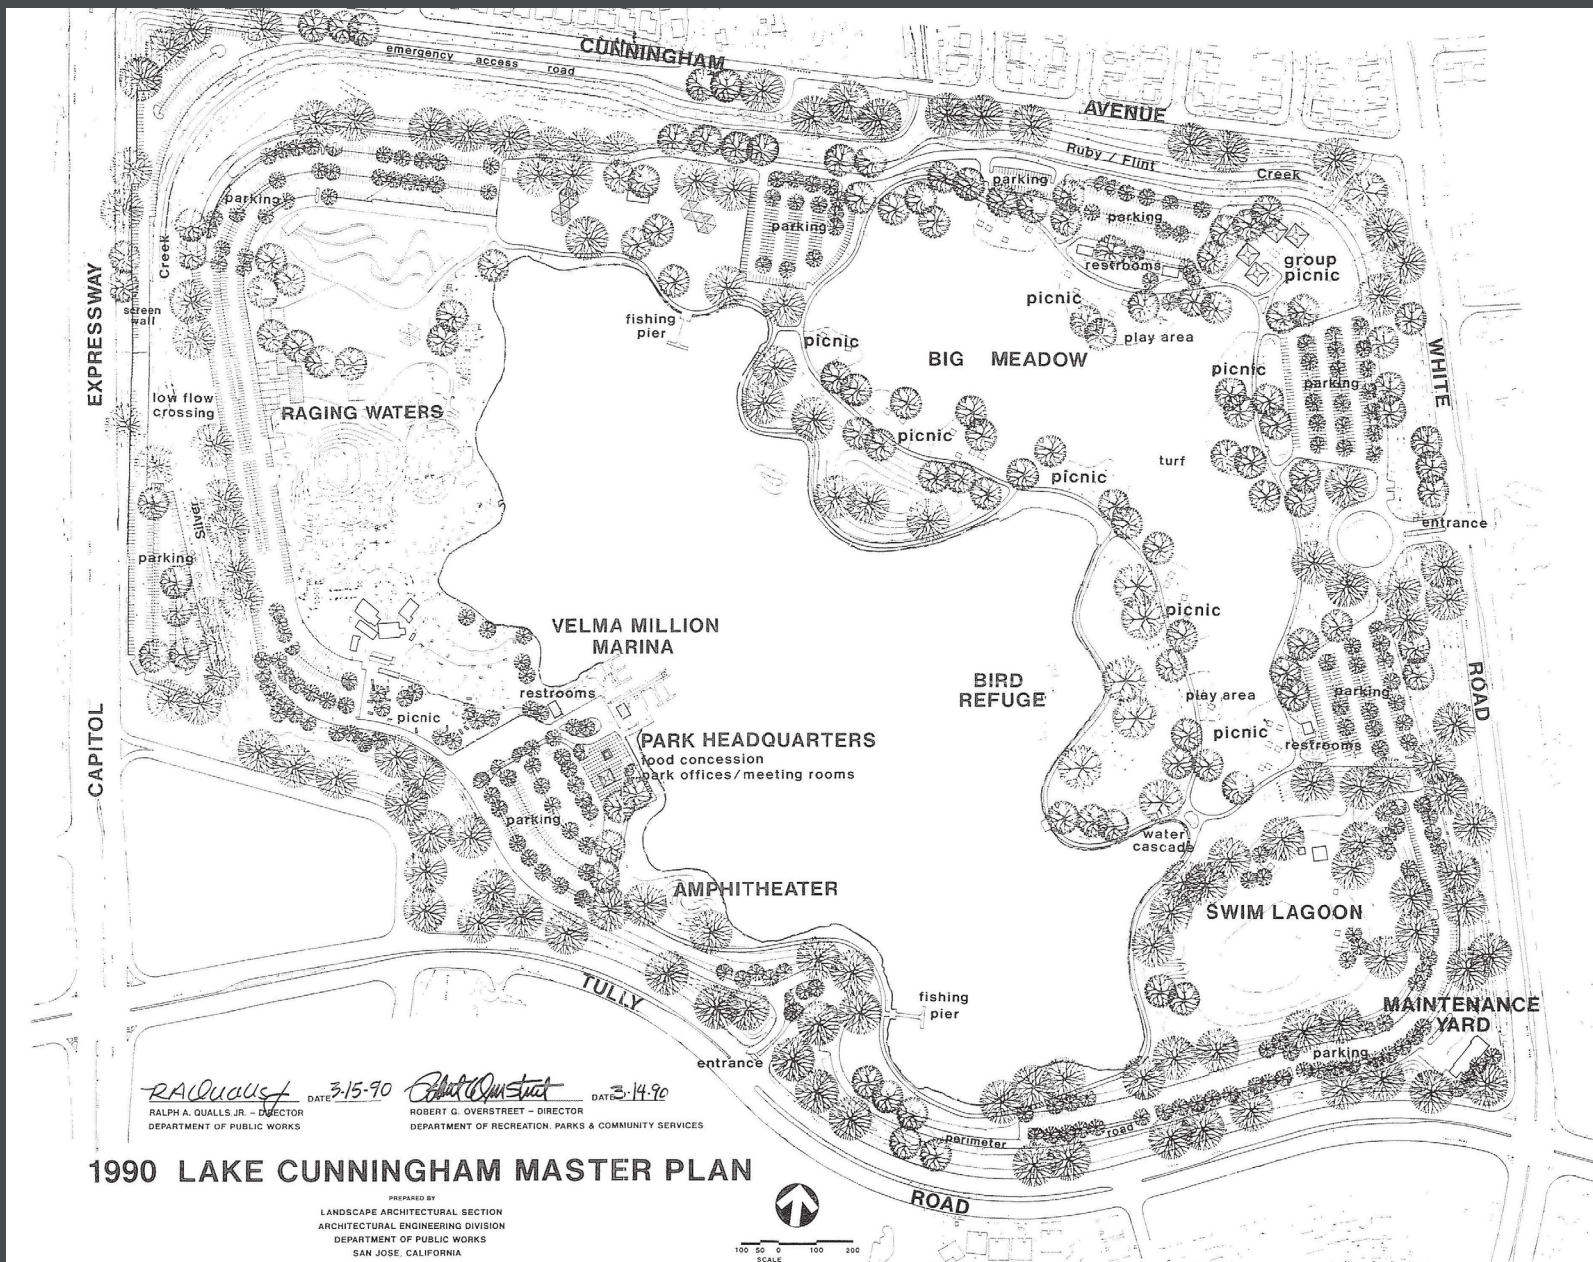 CUNNINGHAM
emergency access road
AVENUE
Ruby / Flint
Creek
parking
parking
parking
parking
restrooms
group
picnic
EXPRESSWAY
Creek
screen
wall
fishing
pier
picnic
picnic
play area
BIG MEADOW
picnic
parking
WHITE
low flow
crossing
RAGING WATERS
picnic
turf
picnic
Silver
entrance
parking
picnic
VELMA MILLION
MARINA
BIRD
REFUGE
restrooms
play area
parking
ROAD
picnic
picnic
restrooms
CAPITOL
PARK HEADQUARTERS
food concession
park offices/meeting rooms
parking
water
cascade
AMPHITHEATER
SWIM LAGOON
TULLY
fishing
pier
MAINTENANCE
YARD
entrance
parking
perimeter road
ROAD
RAQualls Jr
DATE 3-15-90
RALPH A. QUALLS, JR. - DIRECTOR
DEPARTMENT OF PUBLIC WORKS
Robert Overstreet
DATE 3-14-90
ROBERT G. OVERSTREET - DIRECTOR
DEPARTMENT OF RECREATION, PARKS & COMMUNITY SERVICES
1990 LAKE CUNNINGHAM MASTER PLAN
PREPARED BY
LANDSCAPE ARCHITECTURAL SECTION
ARCHITECTURAL ENGINEERING DIVISION
DEPARTMENT OF PUBLIC WORKS
SAN JOSE, CALIFORNIA
100 50 0 100 200
SCALE